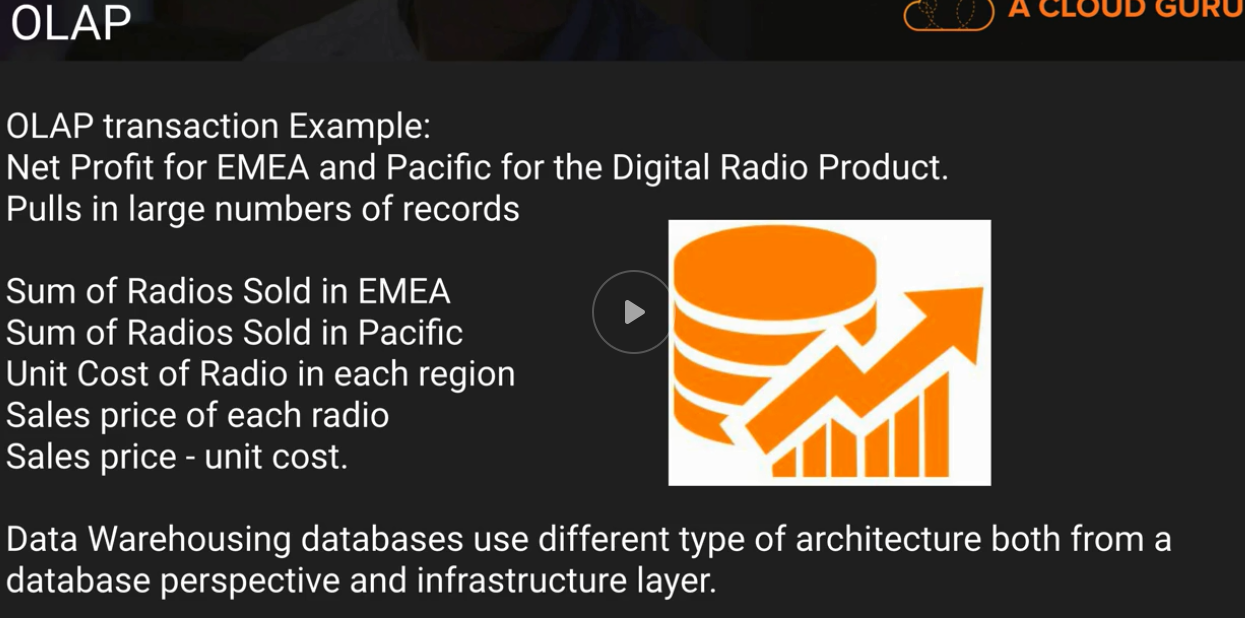 OLAP
A CLOUD GURU
OLAP transaction Example:
Net Profit for EMEA and Pacific for the Digital Radio Product.
Pulls in large numbers of records
Sum of Radios Sold in EMEA
Sum of Radios Sold in Pacific
Unit Cost of Radio in each region
Sales price of each radio
Sales price - unit cost.
Data Warehousing databases use different type of architecture both from a
database perspective and infrastructure layer.